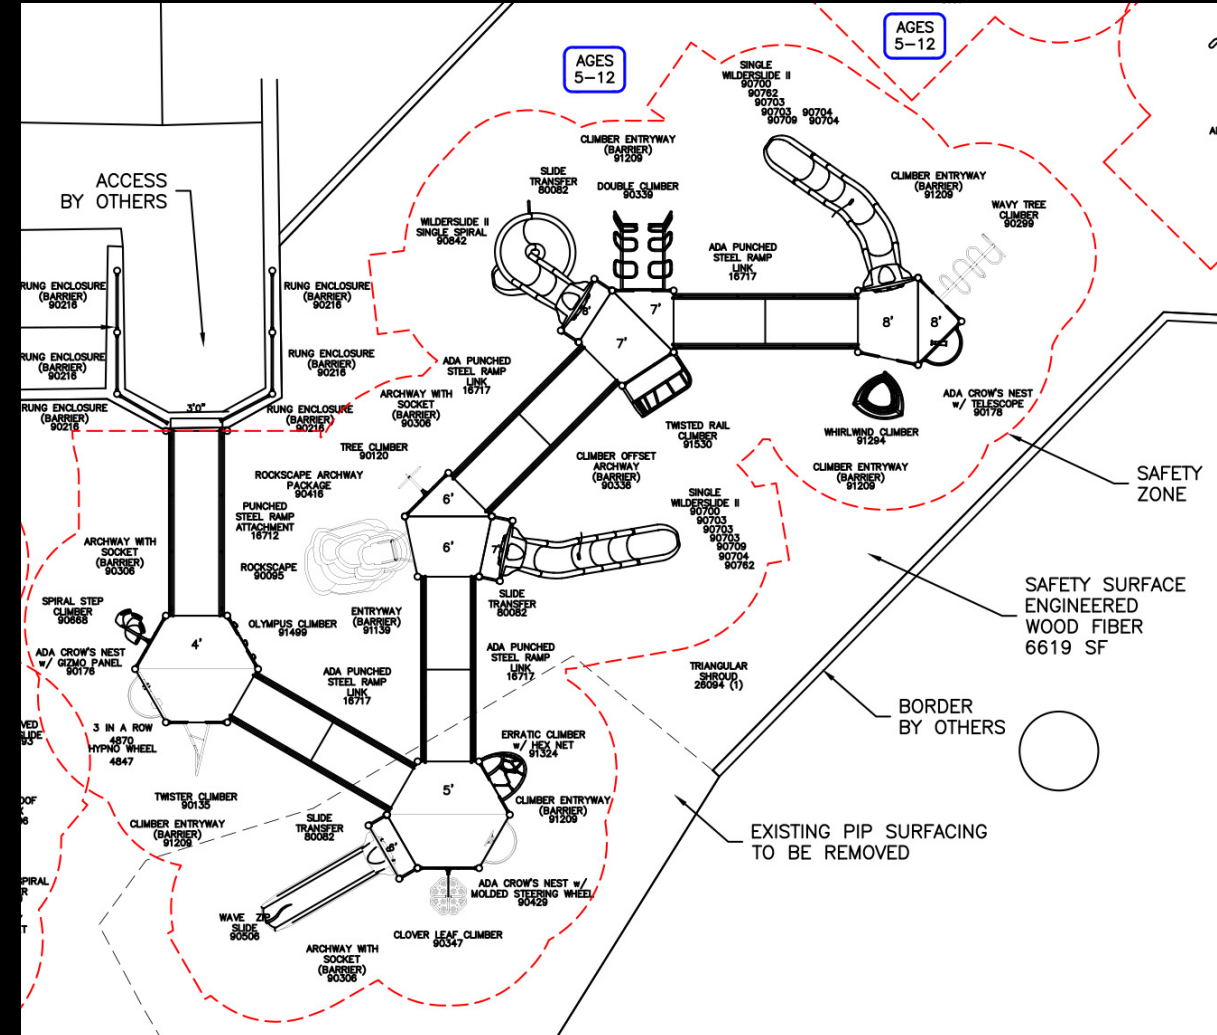 AGES
5-12
AGES
5-12
SINGLE
WILDERSLIDE II
90700
90762
90703
90703 90704
90709 90704
CLIMBER ENTRYWAY
(BARRIER)
91209
SLIDE
TRANSFER
80082
DOUBLE CLIMBER
90339
CLIMBER ENTRYWAY
(BARRIER)
91209
WAVY TREE
CLIMBER
90299
ACCESS
BY OTHERS
WILDERSLIDE II
SINGLE SPIRAL
90842
ADA PUNCHED
STEEL RAMP
LINK
16717
RUNG ENCLOSURE
(BARRIER)
90216
RUNG ENCLOSURE
(BARRIER)
90216
8'
7'
7'
8'
8'
RUNG ENCLOSURE
(BARRIER)
90216
RUNG ENCLOSURE
(BARRIER)
90216
ADA PUNCHED
STEEL RAMP
LINK
16717
ARCHWAY WITH
SOCKET
(BARRIER)
90306
ADA CROW'S NEST
w/ TELESCOPE
90178
RUNG ENCLOSURE
(BARRIER)
90216
3'0"
RUNG ENCLOSURE
(BARRIER)
90216
TWISTED RAIL
CLIMBER
91530
WHIRLWIND CLIMBER
91294
TREE CLIMBER
90120
CLIMBER OFFSET
ARCHWAY
(BARRIER)
90336
CLIMBER ENTRYWAY
(BARRIER)
91209
SAFETY
ZONE
ROCKSCAPE ARCHWAY
PACKAGE
90416
PUNCHED
STEEL RAMP
ATTACHMENT
16712
6'
6'
7'
SINGLE
WILDERSLIDE II
90700
90703
90703
90703
90709
90704
90762
ARCHWAY WITH
SOCKET
(BARRIER)
90306
ROCKSCAPE
90095
SAFETY SURFACE
ENGINEERED
WOOD FIBER
6619 SF
SPIRAL STEP
CLIMBER
90668
OLYMPUS CLIMBER
91499
ENTRYWAY
(BARRIER)
91139
SLIDE
TRANSFER
80082
4'
ADA CROW'S NEST
w/ GIZMO PANEL
90176
ADA PUNCHED
STEEL RAMP
LINK
16717
ADA PUNCHED
STEEL RAMP
LINK
16717
TRIANGULAR
SHROUD
26094 (1)
BORDER
BY OTHERS
3 IN A ROW
4870
HYPNO WHEEL
4847
ERRATIC CLIMBER
w/ HEX NET
91324
5'
TWISTER CLIMBER
90135
CLIMBER ENTRYWAY
(BARRIER)
91209
SLIDE
TRANSFER
80082
CLIMBER ENTRYWAY
(BARRIER)
91209
EXISTING PIP SURFACING
TO BE REMOVED
ADA CROW'S NEST w/
MOLDED STEERING WHEEL
90429
WAVE ZIP
SLIDE
90506
CLOVER LEAF CLIMBER
90347
ARCHWAY WITH
SOCKET
(BARRIER)
90306